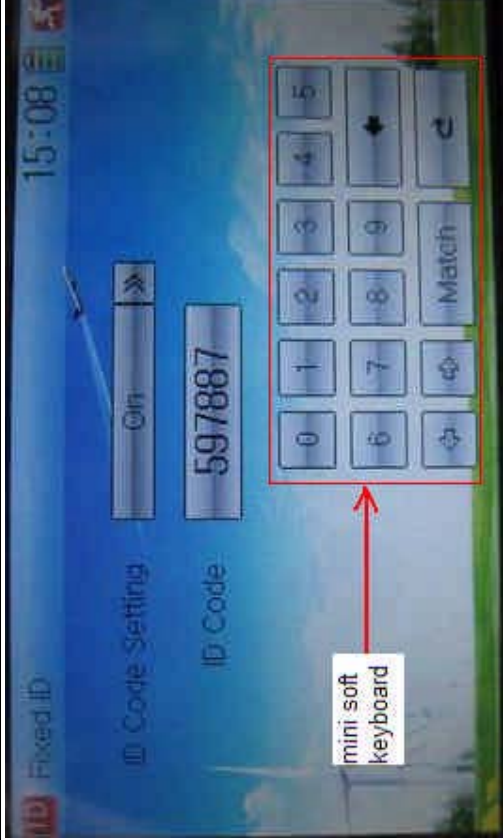 Fixed ID 15:08
ID Code Setting On
ID Code 597887
0 1 2 3 4 5
6 7 8 9
Match
mini soft
keyboard